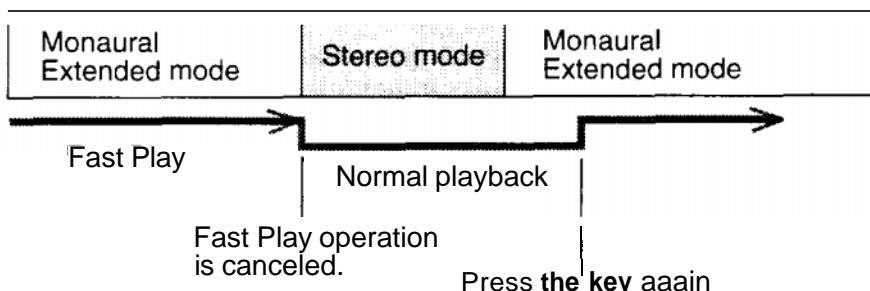 Monaural
Extended mode
Stereo mode
Monaural
Extended mode
Fast Play
Normal playback
Fast Play operation
is canceled.
Press the key aaain